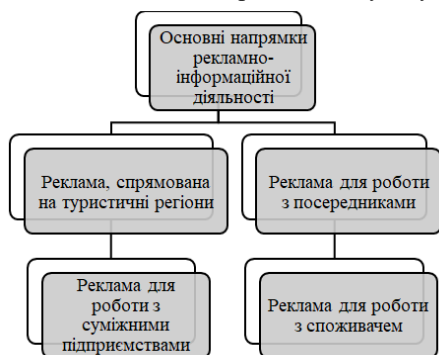 Основні напрямки
рекламно-
інформаційної
діяльності
Реклама, спрямована
на туристичні регіони
Реклама для роботи
з посередниками
Реклама для
роботи з
суміжними
підприємствами
Реклама для роботи
з споживачем